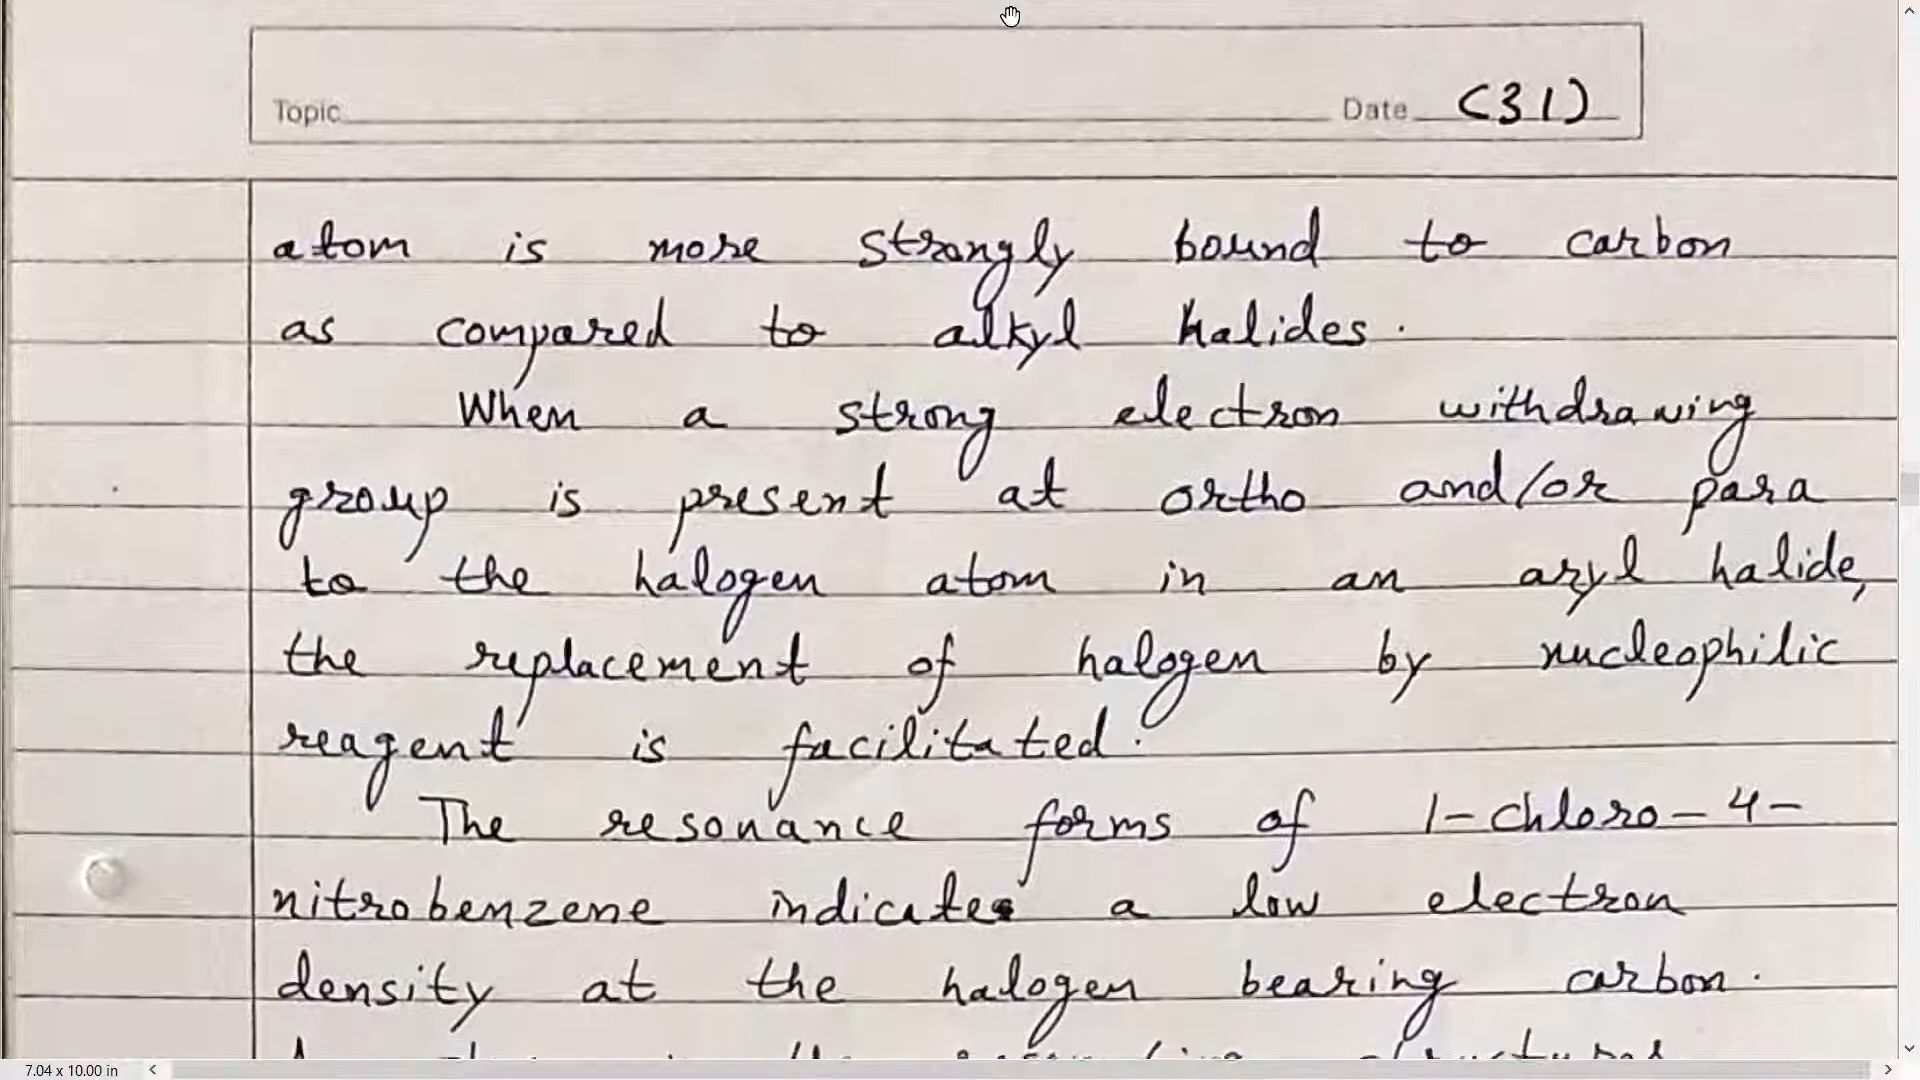 Topic Date (31)
atom is more strongly bound to carbon
as compared to alkyl halides.
When a strong electron withdrawing
group is present at ortho and/or para
to the halogen atom in an aryl halide,
the replacement of halogen by nucleophilic
reagent is facilitated.
The resonance forms of 1-chloro-4-
nitrobenzene indicates a low electron
density at the halogen bearing carbon.
7.04 x 10.00 in